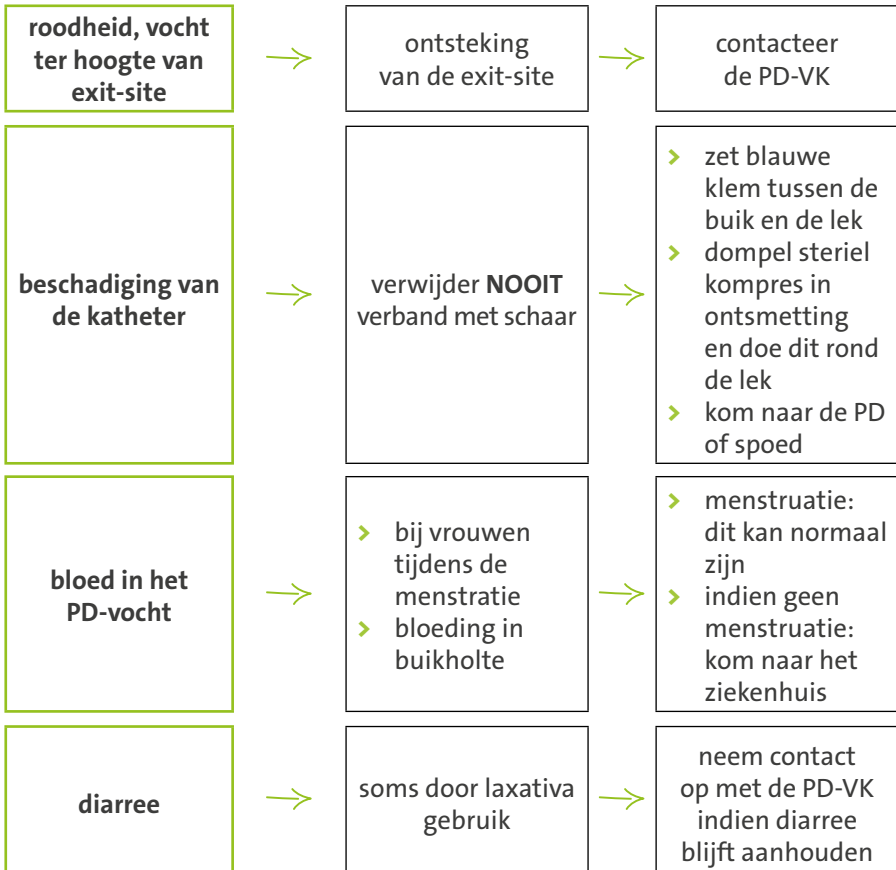 roodheid, vocht
ter hoogte van
exit-site
ontsteking
van de exit-site
contacteer
de PD-VK
beschadiging van
de katheter
verwijder NOOIT
verband met schaar
zet blauwe
klem tussen de
buik en de lek
dompel steriel
kompres in
ontsmetting
en doe dit rond
de lek
kom naar de PD
of spoed
bloed in het
PD-vocht
bij vrouwen
tijdens de
menstratie
bloeding in
buikholte
menstruatie:
dit kan normaal
zijn
indien geen
menstruatie:
kom naar het
ziekenhuis
diarree
soms door laxativa
gebruik
neem contact
op met de PD-VK
indien diarree
blijft aanhouden